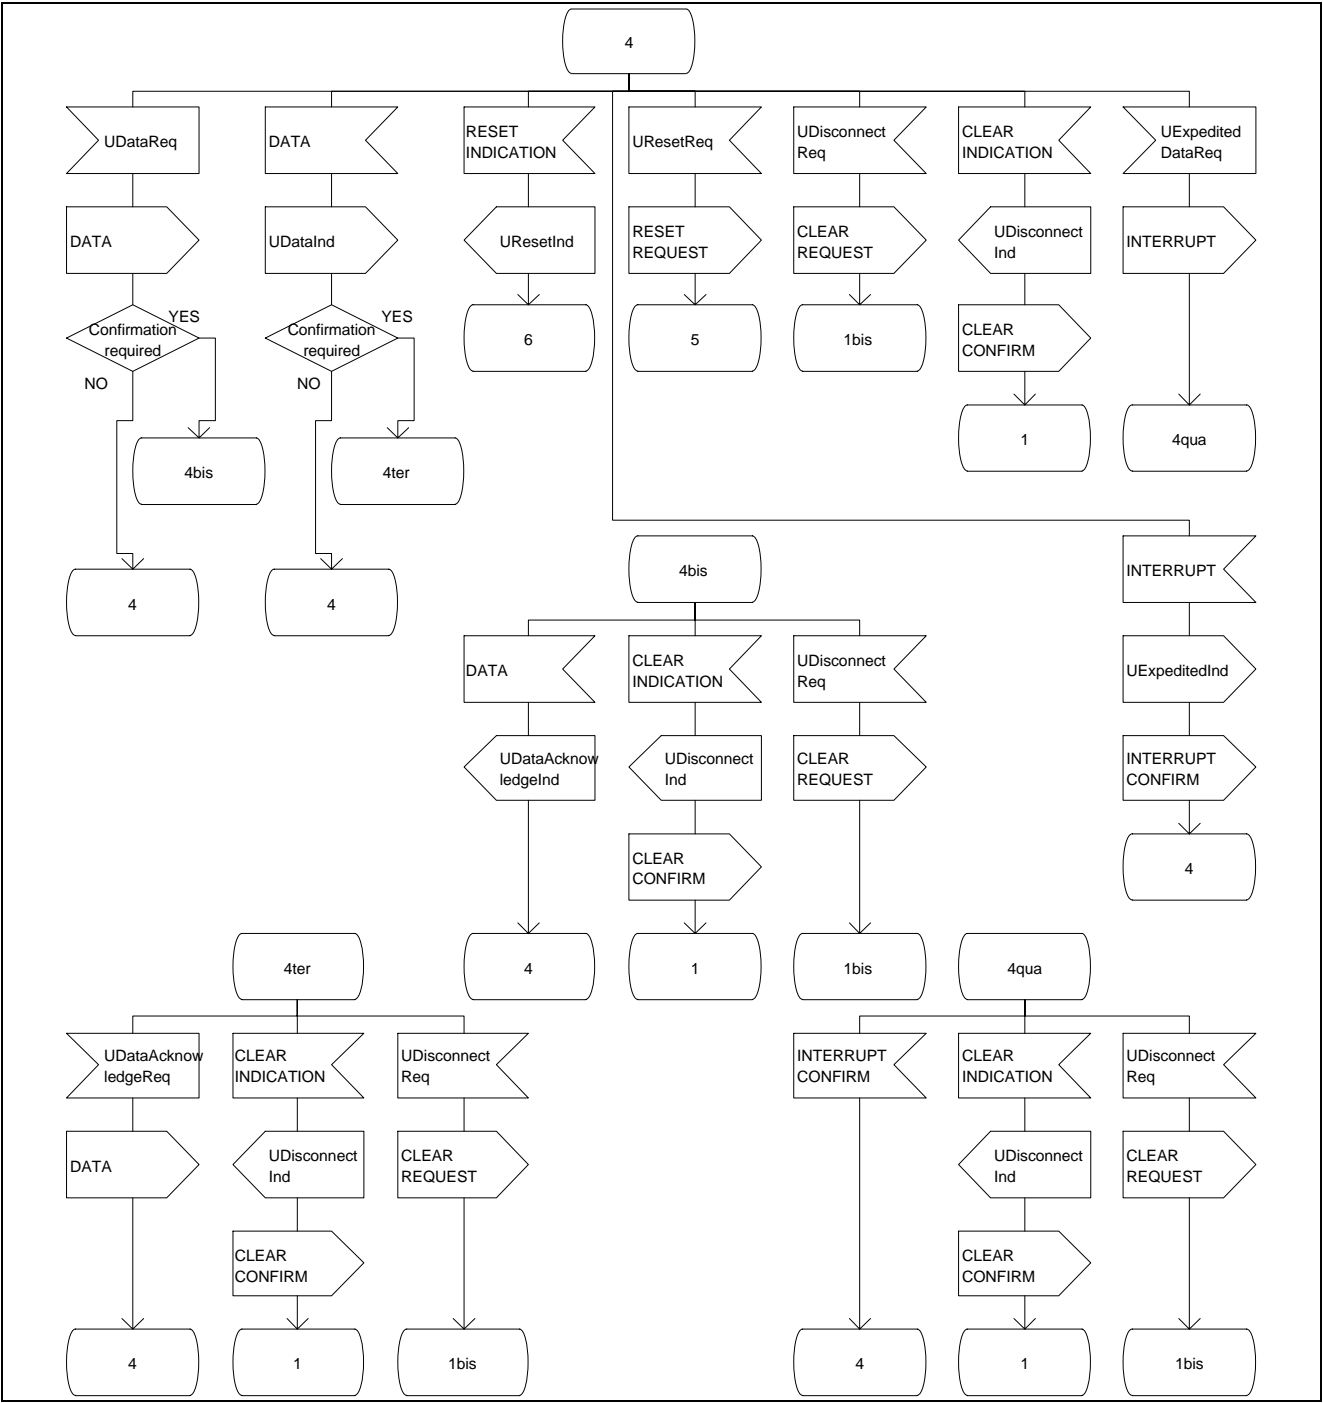 4
UDataReq
DATA
RESET
INDICATION
UResetReq
UDisconnect
Req
CLEAR
INDICATION
UExpedited
DataReq
DATA
UDataInd
UResetInd
RESET
REQUEST
CLEAR
REQUEST
UDisconnect
Ind
INTERRUPT
Confirmation
required
YES
NO
Confirmation
required
YES
NO
6
5
1bis
CLEAR
CONFIRM
4bis
4ter
1
4qua
4
4
4bis
INTERRUPT
DATA
CLEAR
INDICATION
UDisconnect
Req
UExpeditedInd
UDataAcknow
ledgeInd
UDisconnect
Ind
CLEAR
REQUEST
INTERRUPT
CONFIRM
CLEAR
CONFIRM
4
4ter
4
1
1bis
4qua
UDataAcknow
ledgeReq
CLEAR
INDICATION
UDisconnect
Req
INTERRUPT
CONFIRM
CLEAR
INDICATION
UDisconnect
Req
DATA
UDisconnect
Ind
CLEAR
REQUEST
UDisconnect
Ind
CLEAR
REQUEST
CLEAR
CONFIRM
CLEAR
CONFIRM
4
1
1bis
4
1
1bis